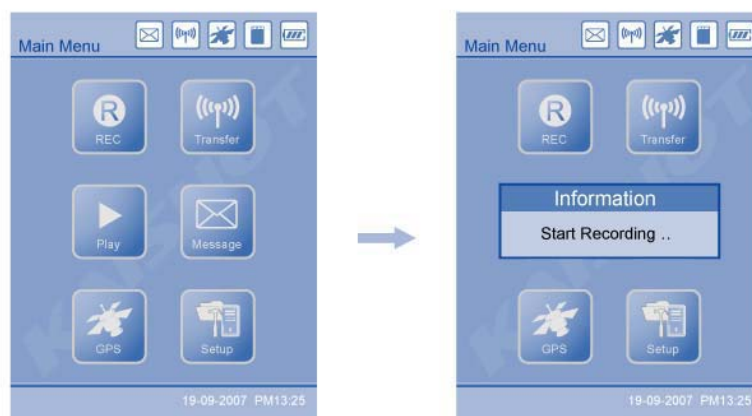 Main Menu
REC
Transfer
Play
Message
GPS
Setup
19-09-2007 PM13:25
Main Menu
REC
Transfer
Information
Start Recording ..
GPS
Setup
19-09-2007 PM13:25